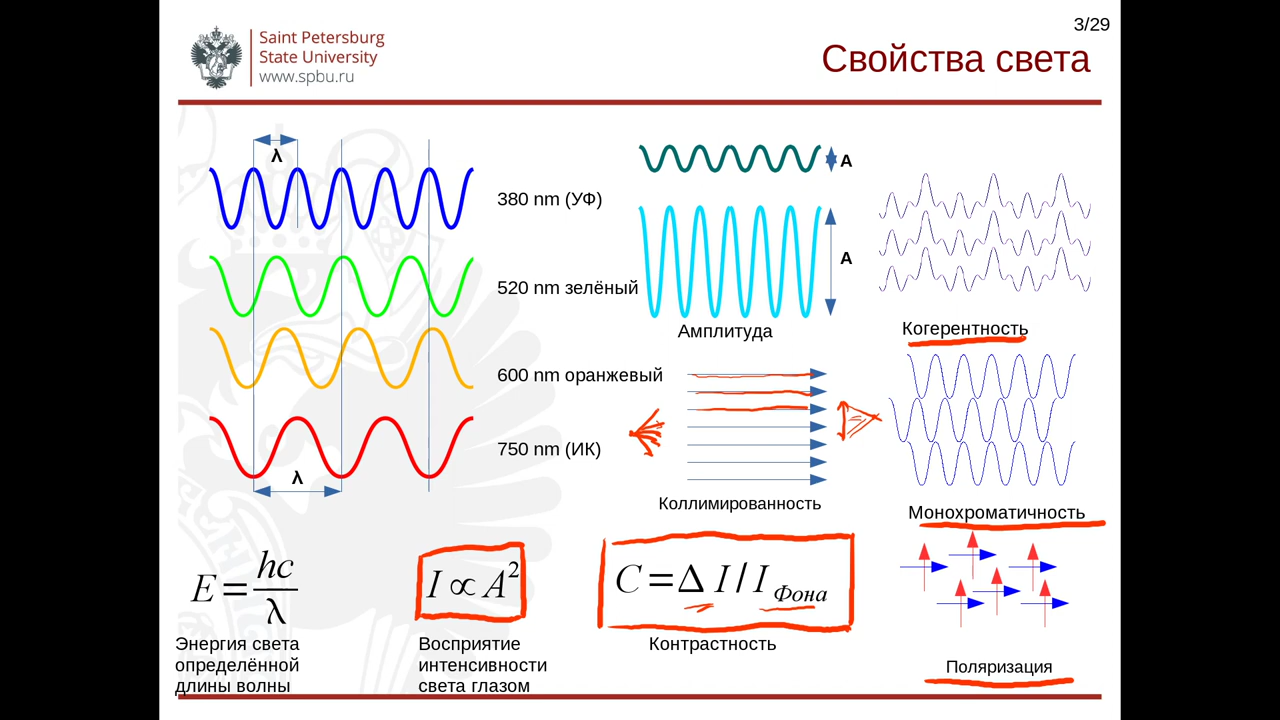 3/29
Saint Petersburg
State University
www.spbu.ru
Свойства света
λ
380 nm (УФ)
520 nm зелёный
600 nm оранжевый
750 nm (ИК)
λ
A
A
Амплитуда
Когерентность
Коллимированность
Монохроматичность
E = hc / λ
Энергия света
определённой
длины волны
I ∝ A²
Восприятие
интенсивности
света глазом
C = Δ I / I Фона
Контрастность
Поляризация